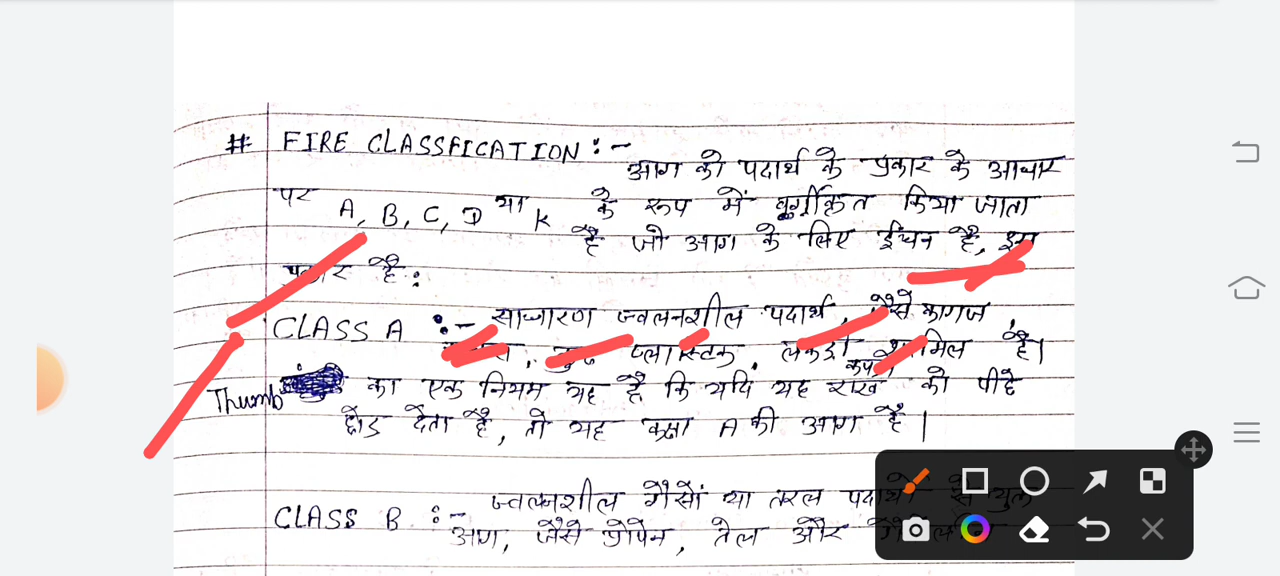 # FIRE CLASSFICATION :-
आग को पदार्थ के प्रकार के आधार
पर A, B, C, D या K के रूप में वर्गीकृत किया जाता
है जो आग के लिए ईंधन है, इस
प्रकार है :
CLASS A :- साधारण ज्वलनशील पदार्थ, जैसे कागज,
प्लास्टिक, लकड़ी कपड़े शामिल है।
Thumb का एक नियम यह है कि यदि यह राख को पीछे
छोड़ देता है, तो यह कक्षा A की आग है।
CLASS B :- ज्वलनशील गैसों या तरल पदार्थों से युक्त
आग, जैसे प्रोपेन, तेल और